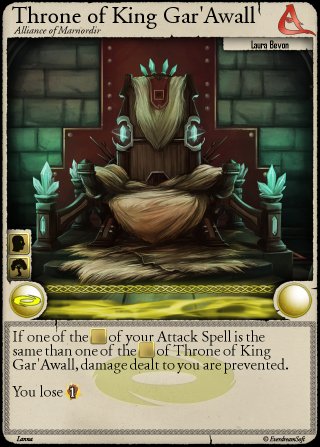 Throne of King Gar'Awall
Alliance of Marnordir
Laura Bevon
If one of the of your Attack Spell is the
same than one of the of Throne of King
Gar'Awall, damage dealt to you are prevented.
You lose 1
Lanna
© EverdreamSoft